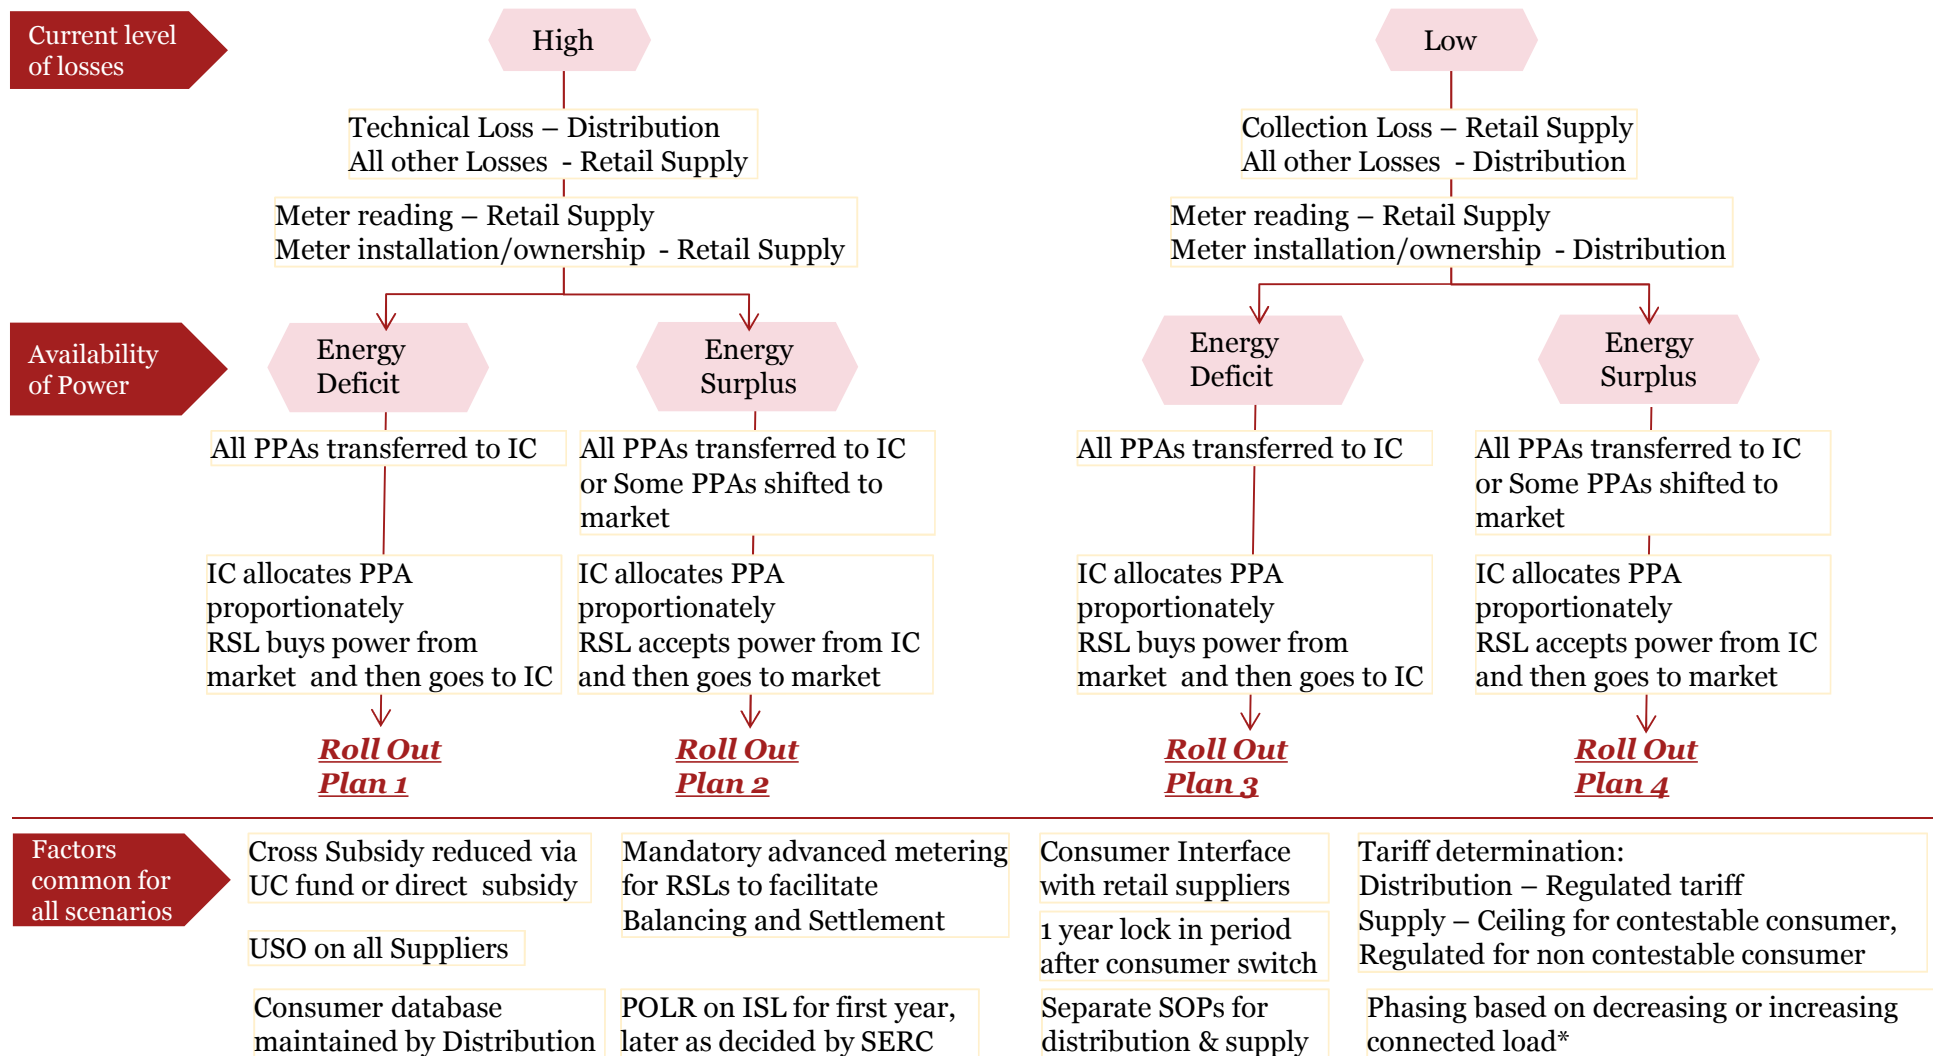 Current level
of losses
High
Low
Technical Loss – Distribution
All other Losses - Retail Supply
Collection Loss – Retail Supply
All other Losses - Distribution
Meter reading – Retail Supply
Meter installation/ownership - Retail Supply
Meter reading – Retail Supply
Meter installation/ownership - Distribution
Availability
of Power
Energy
Deficit
Energy
Surplus
Energy
Deficit
Energy
Surplus
All PPAs transferred to IC
All PPAs transferred to IC
or Some PPAs shifted to
market
All PPAs transferred to IC
All PPAs transferred to IC
or Some PPAs shifted to
market
IC allocates PPA
proportionately
RSL buys power from
market and then goes to IC
IC allocates PPA
proportionately
RSL accepts power from IC
and then goes to market
IC allocates PPA
proportionately
RSL buys power from
market and then goes to IC
IC allocates PPA
proportionately
RSL accepts power from IC
and then goes to market
Roll Out
Plan 1
Roll Out
Plan 2
Roll Out
Plan 3
Roll Out
Plan 4
Factors
common for
all scenarios
Cross Subsidy reduced via
UC fund or direct subsidy
Mandatory advanced metering
for RSLs to facilitate
Balancing and Settlement
Consumer Interface
with retail suppliers
Tariff determination:
Distribution – Regulated tariff
Supply – Ceiling for contestable consumer,
Regulated for non contestable consumer
USO on all Suppliers
1 year lock in period
after consumer switch
Consumer database
maintained by Distribution
POLR on ISL for first year,
later as decided by SERC
Separate SOPs for
distribution & supply
Phasing based on decreasing or increasing
connected load*